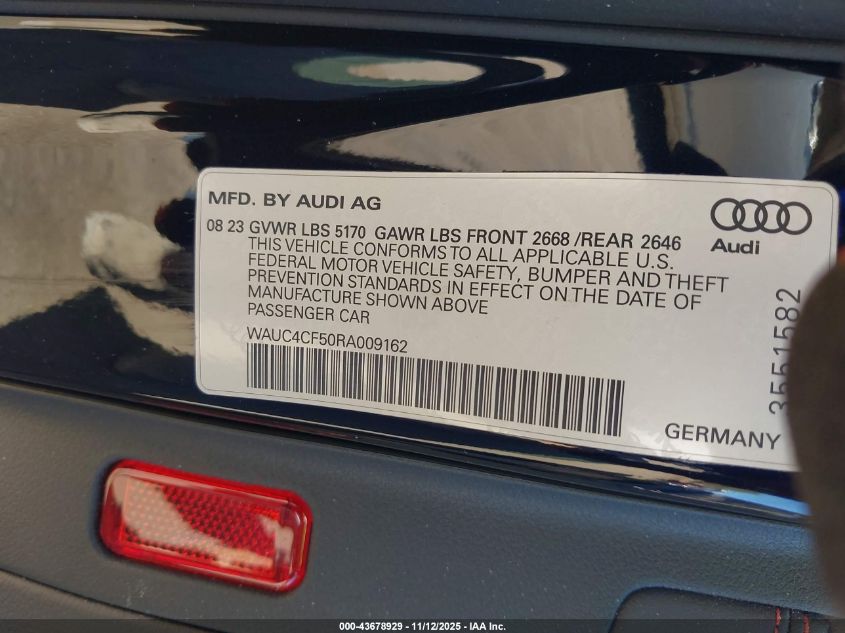 MFD. BY AUDI AG
08 23 GVWR LBS 5170 GAWR LBS FRONT 2668 /REAR 2646
THIS VEHICLE CONFORMS TO ALL APPLICABLE U.S.
FEDERAL MOTOR VEHICLE SAFETY, BUMPER AND THEFT
PREVENTION STANDARDS IN EFFECT ON THE DATE OF
MANUFACTURE SHOWN ABOVE
PASSENGER CAR
WAUC4CF50RA009162
Audi
3551582
GERMANY
000-43678929 - 11/12/2025 - IAA Inc.